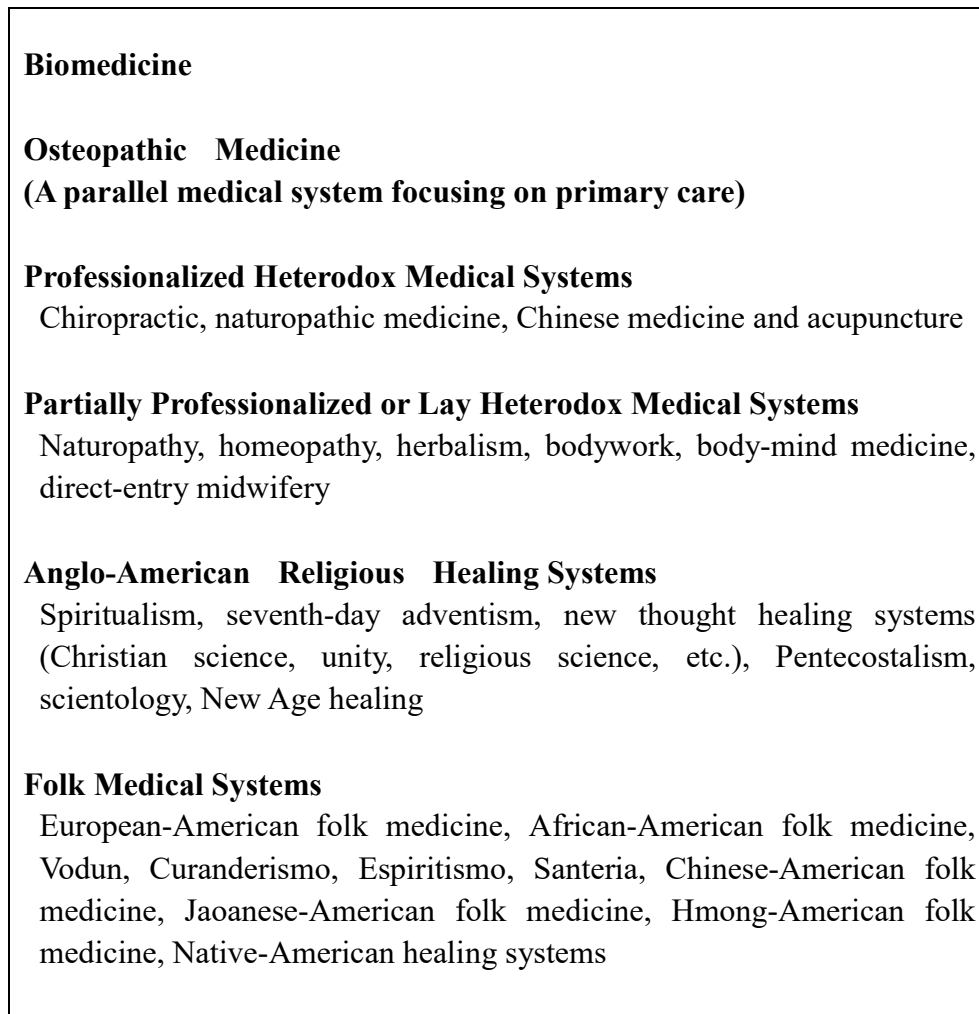 Biomedicine
Osteopathic Medicine
(A parallel medical system focusing on primary care)
Professionalized Heterodox Medical Systems
Chiropractic, naturopathic medicine, Chinese medicine and acupuncture
Partially Professionalized or Lay Heterodox Medical Systems
Naturopathy, homeopathy, herbalism, bodywork, body-mind medicine,
direct-entry midwifery
Anglo-American Religious Healing Systems
Spiritualism, seventh-day adventism, new thought healing systems
(Christian science, unity, religious science, etc.), Pentecostalism,
scientology, New Age healing
Folk Medical Systems
European-American folk medicine, African-American folk medicine,
Vodun, Curanderismo, Espiritismo, Santeria, Chinese-American folk
medicine, Jaoanese-American folk medicine, Hmong-American folk
medicine, Native-American healing systems